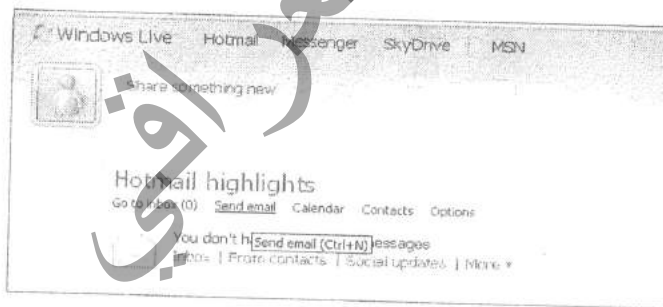 Windows Live Hotmail Messenger SkyDrive MSN
Share something new
Hotmail highlights
Go to inbox (0) Send email Calendar Contacts Options
You don't h Send email (Ctrl+N) essages
Inbox | From contacts | Social updates | More